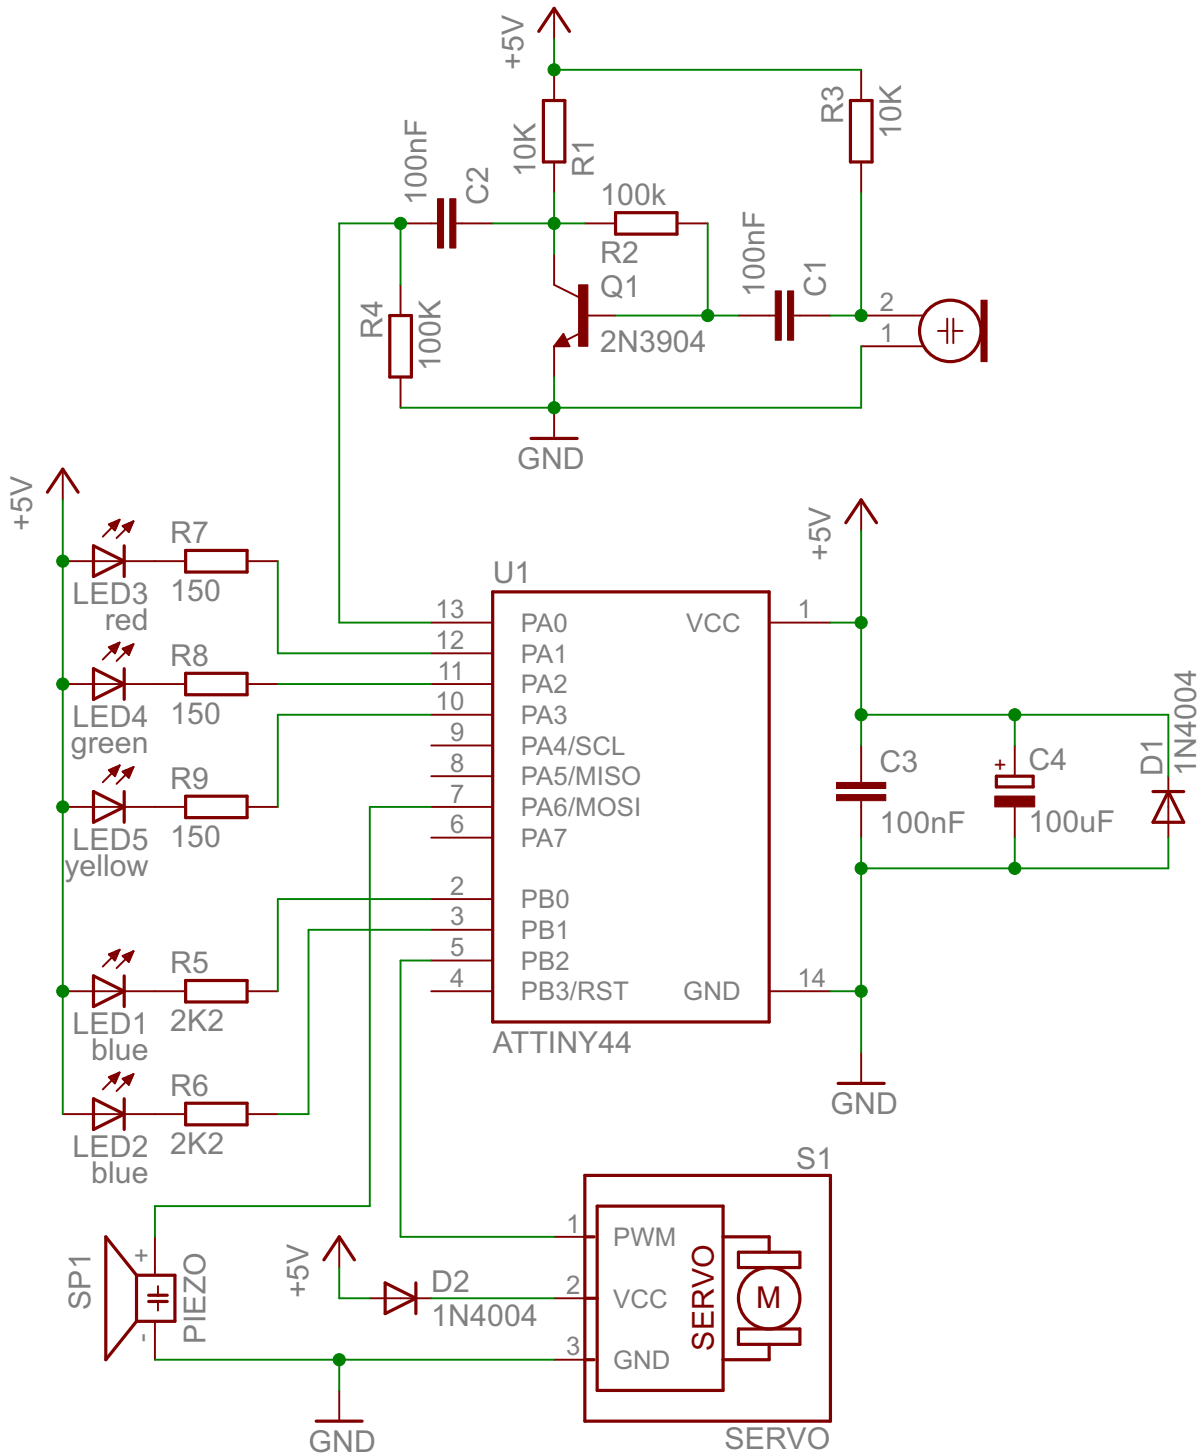 +5V
10K
R1
R3
10K
100nF
C2
100k
R2
100nF
C1
Q1
2N3904
R4
100K
2
1
GND
+5V
R7
150
LED3
red
R8
150
LED4
green
R9
150
LED5
yellow
R5
2K2
LED1
blue
R6
2K2
LED2
blue
U1
13 PA0
12 PA1
11 PA2
10 PA3
9 PA4/SCL
8 PA5/MISO
7 PA6/MOSI
6 PA7
2 PB0
3 PB1
5 PB2
4 PB3/RST
VCC 1
GND 14
ATTINY44
+5V
C3
100nF
+
C4
100uF
D1
1N4004
GND
SP1
+
-
PIEZO
+5V
D2
1N4004
GND
S1
1 PWM
2 VCC
3 GND
SERVO
M
SERVO